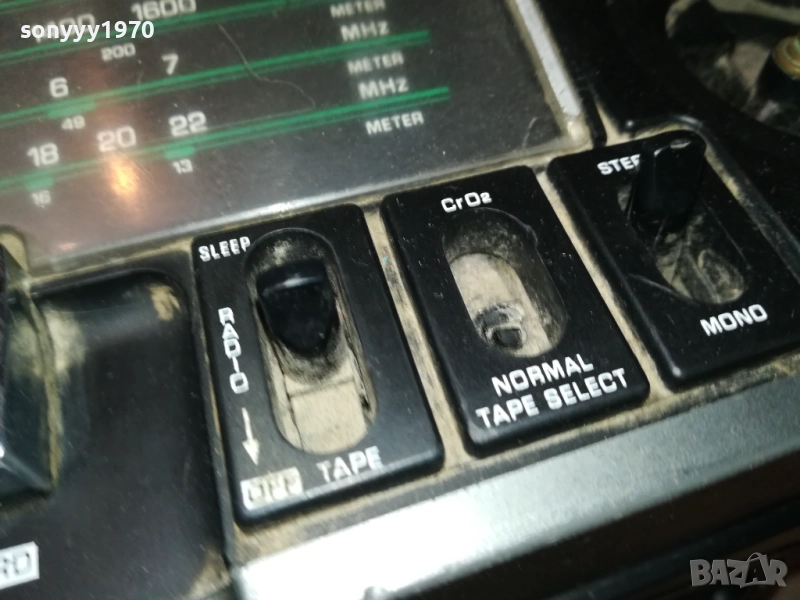 sonyyy1970
1600
METER
MHz
200
6
7
METER
49
MHz
18
20
22
METER
16
13
SLEEP
RADIO
OFF
TAPE
CrO2
NORMAL
TAPE SELECT
MONO
BAZAR